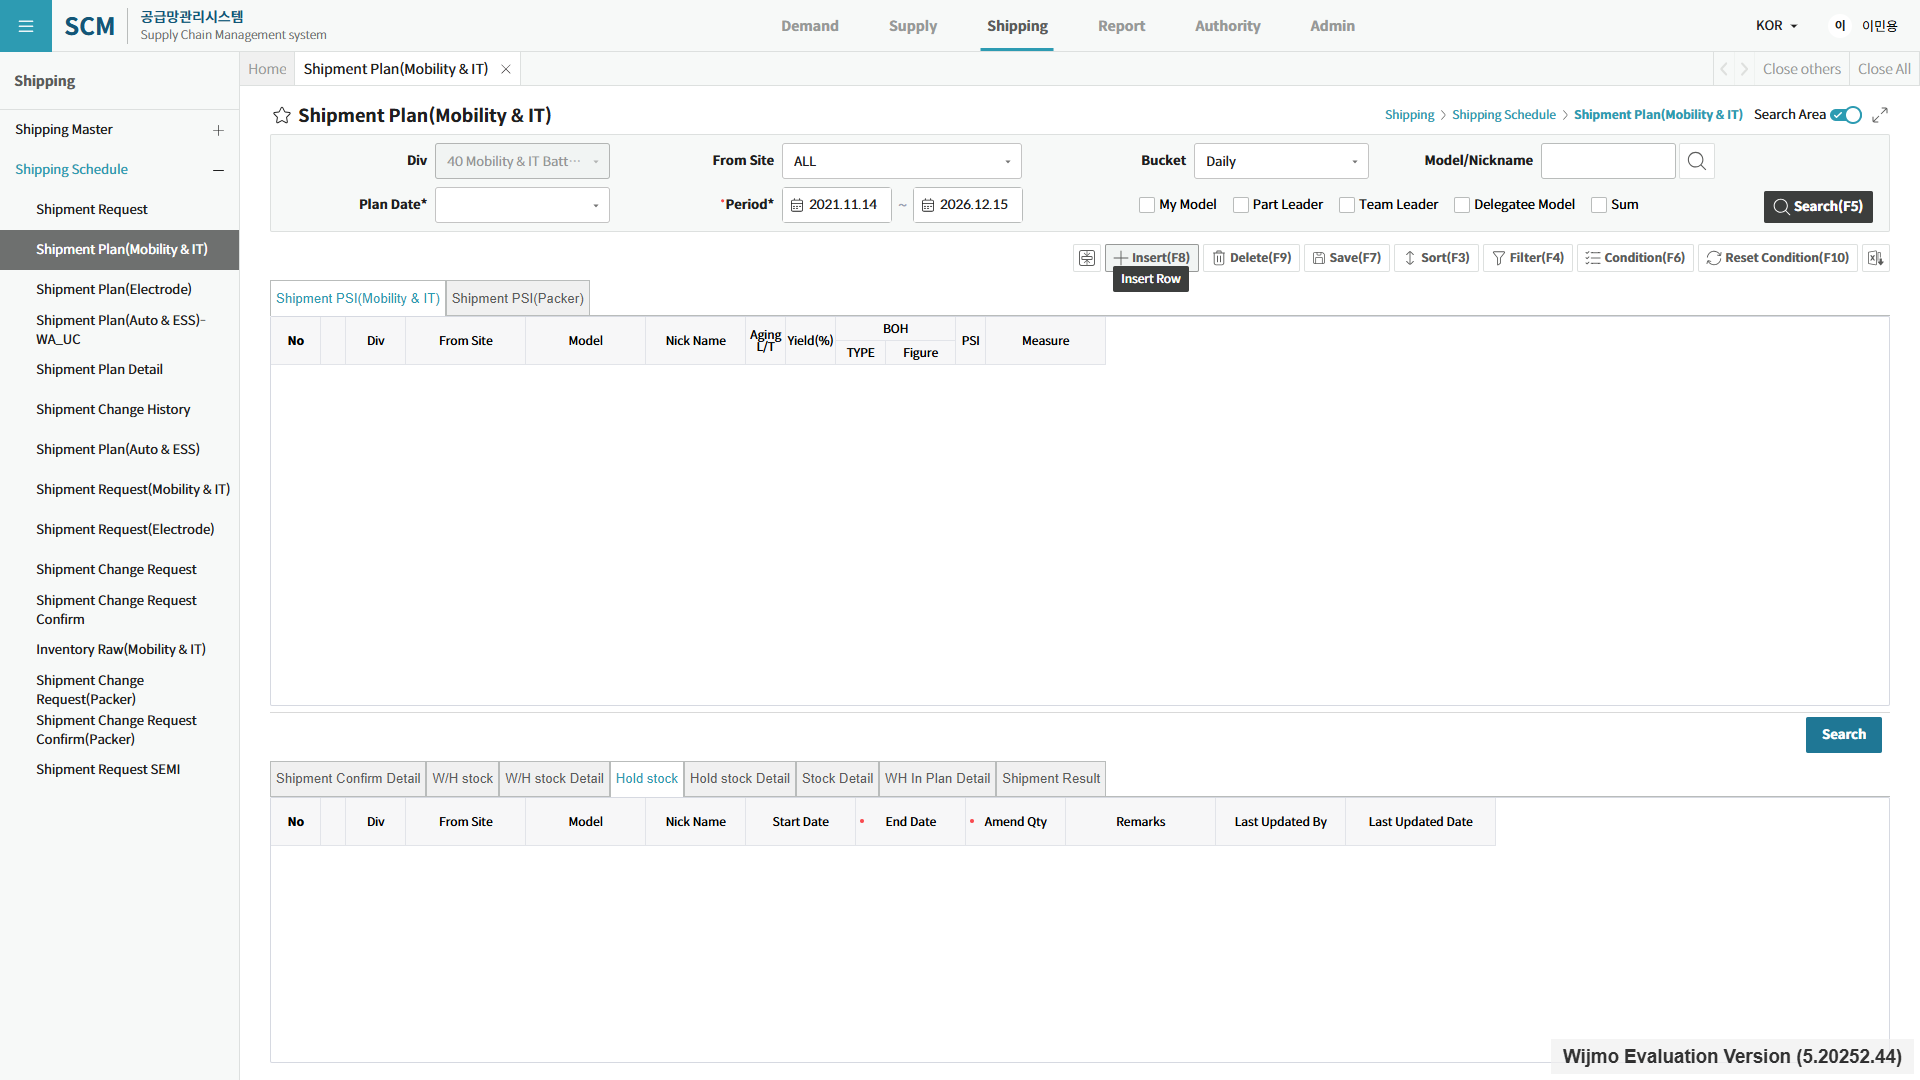 SCM
공급망관리시스템
Supply Chain Management system
Demand
Supply
Shipping
Report
Authority
Admin
KOR
이
이민용
Shipping
Home
Shipment Plan(Mobility & IT)
Close others
Close All
Shipping Master
Shipping Schedule
Shipment Request
Shipment Plan(Mobility & IT)
Shipment Plan(Electrode)
Shipment Plan(Auto & ESS)-
WA_UC
Shipment Plan Detail
Shipment Change History
Shipment Plan(Auto & ESS)
Shipment Request(Mobility & IT)
Shipment Request(Electrode)
Shipment Change Request
Shipment Change Request
Confirm
Inventory Raw(Mobility & IT)
Shipment Change
Request(Packer)
Shipment Change Request
Confirm(Packer)
Shipment Request SEMI
Shipment Plan(Mobility & IT)
Shipping > Shipping Schedule > Shipment Plan(Mobility & IT)
Search Area
Div
40 Mobility & IT Batt···
From Site
ALL
Bucket
Daily
Model/Nickname
Plan Date*
*Period*
2021.11.14 ~ 2026.12.15
My Model
Part Leader
Team Leader
Delegatee Model
Sum
Search(F5)
Insert(F8)
Delete(F9)
Save(F7)
Sort(F3)
Filter(F4)
Condition(F6)
Reset Condition(F10)
Insert Row
Shipment PSI(Mobility & IT)
Shipment PSI(Packer)
No
Div
From Site
Model
Nick Name
Aging
L/T
Yield(%)
BOH
TYPE
Figure
PSI
Measure
Search
Shipment Confirm Detail
W/H stock
W/H stock Detail
Hold stock
Hold stock Detail
Stock Detail
WH In Plan Detail
Shipment Result
No
Div
From Site
Model
Nick Name
Start Date
End Date
Amend Qty
Remarks
Last Updated By
Last Updated Date
Wijmo Evaluation Version (5.20252.44)